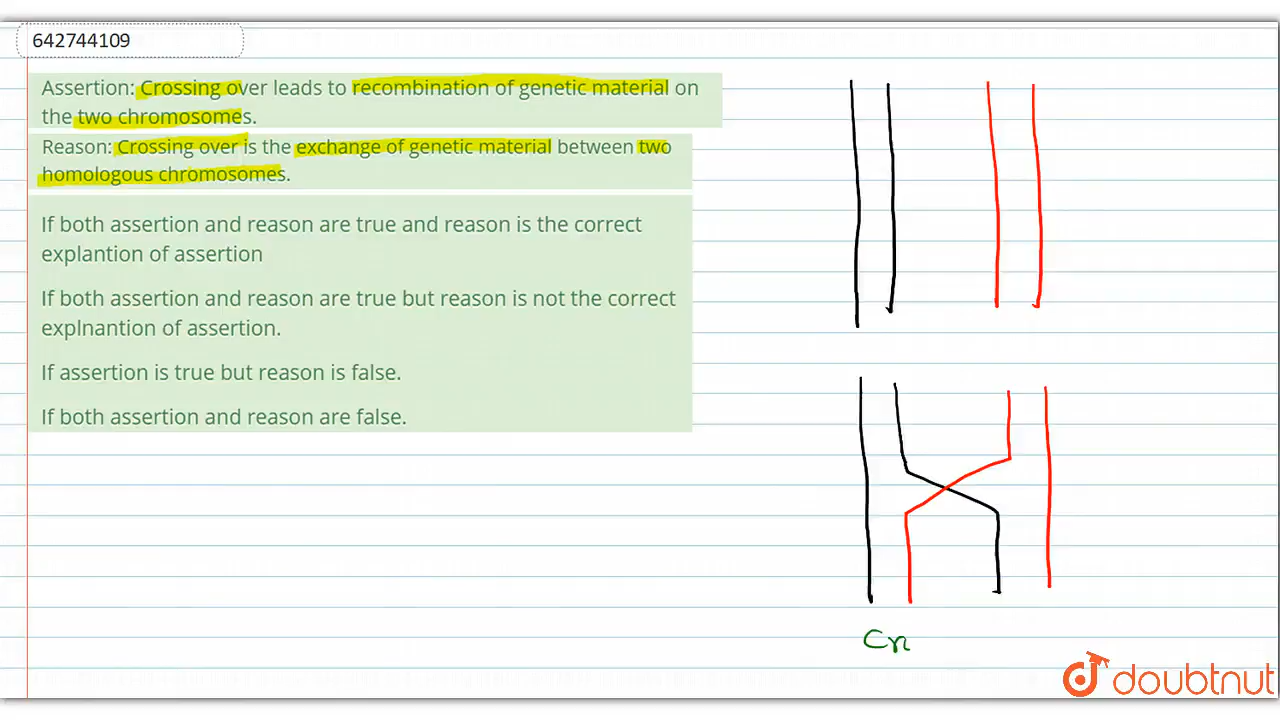 642744109
Assertion: Crossing over leads to recombination of genetic material on
the two chromosomes.
Reason: Crossing over is the exchange of genetic material between two
homologous chromosomes.
If both assertion and reason are true and reason is the correct
explantion of assertion
If both assertion and reason are true but reason is not the correct
explnantion of assertion.
If assertion is true but reason is false.
If both assertion and reason are false.
Cr
doubtnut